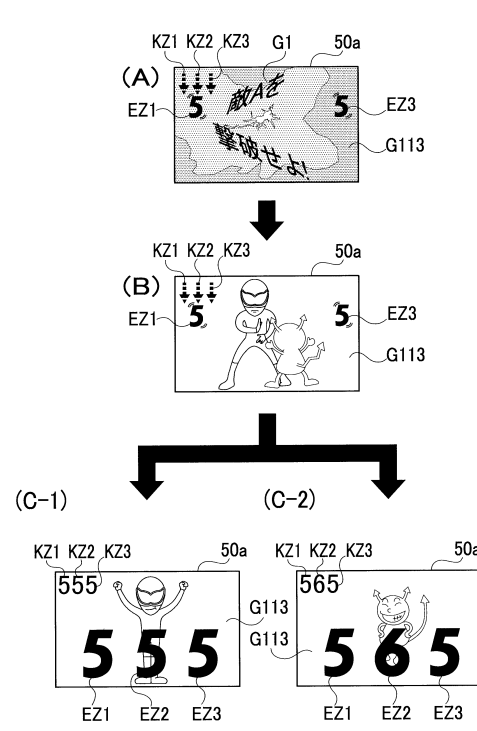 KZ1 KZ2 KZ3 G1 50a
(A)
敵Aを
撃破せよ!
EZ1 5 5 EZ3
G113
KZ1 KZ2 KZ3 50a
(B)
EZ1 5 5 EZ3
G113
(C-1) (C-2)
KZ1 KZ2 KZ3 50a
555
G113
5 5 5
EZ1 EZ2 EZ3
KZ1 KZ2 KZ3 50a
565
G113
5 6 5
EZ1 EZ2 EZ3